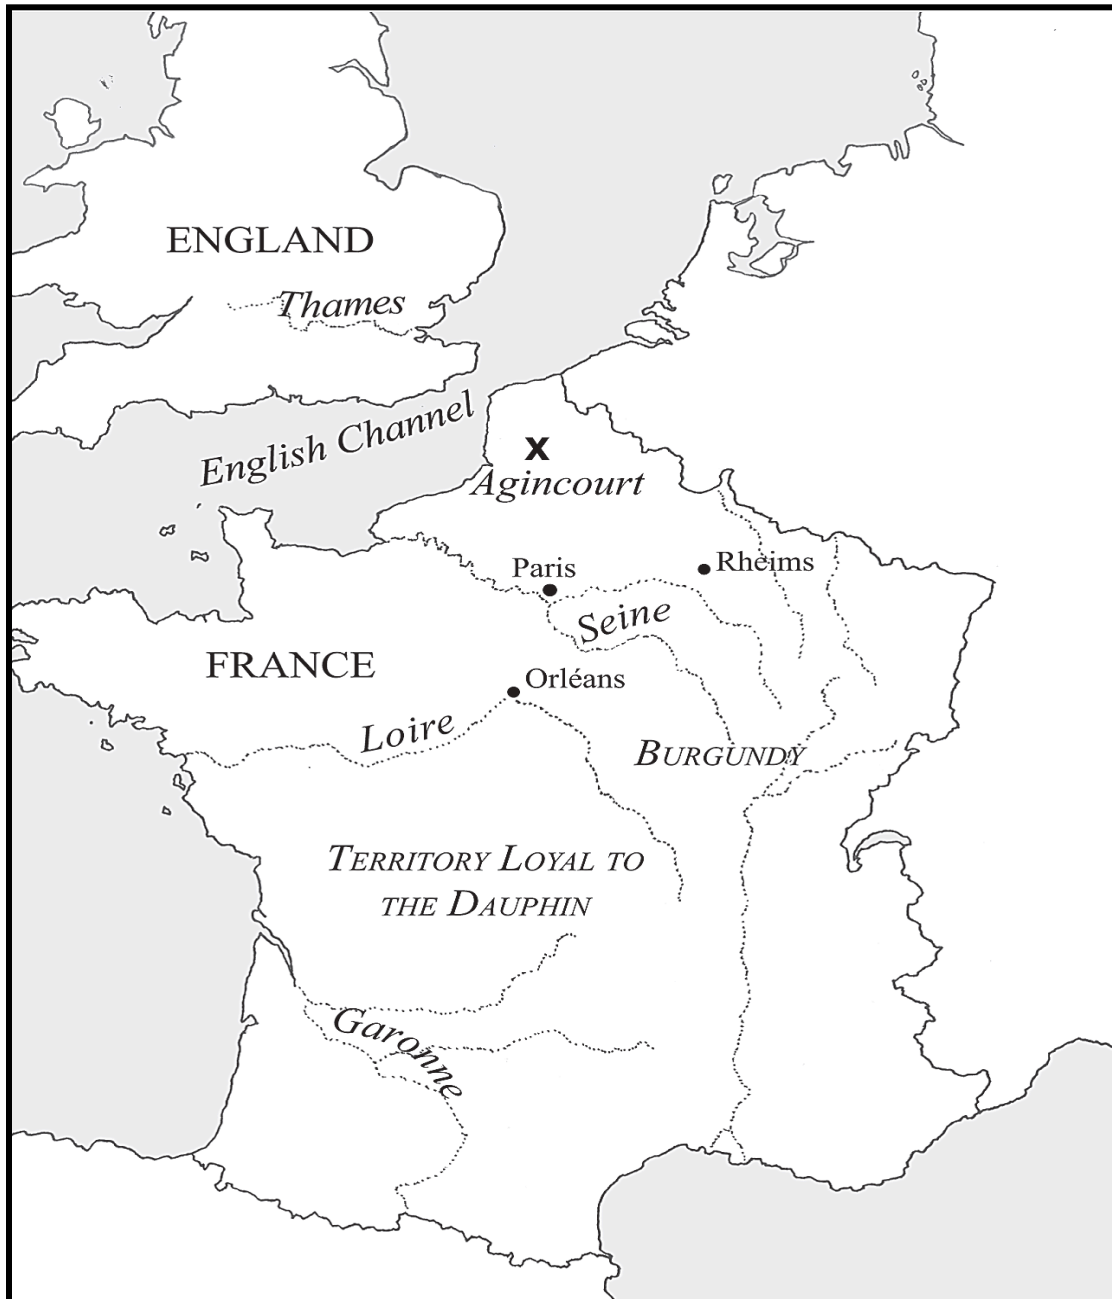 ENGLAND
Thames
English Channel
X
Agincourt
Paris
Rheims
Seine
FRANCE
Orléans
Loire
BURGUNDY
TERRITORY LOYAL TO
THE DAUPHIN
Garonne